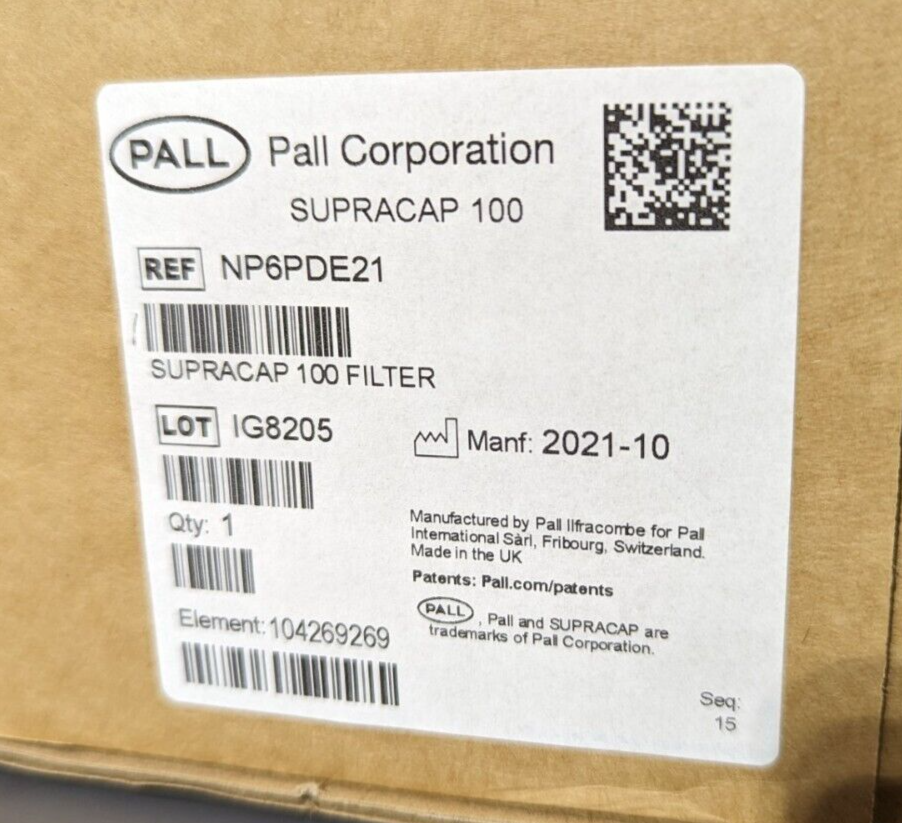 PALL Pall Corporation
SUPRACAP 100
REF NP6PDE21
SUPRACAP 100 FILTER
LOT IG8205
Manf: 2021-10
Qty: 1
Manufactured by Pall Ilfracombe for Pall
International Sàrl, Fribourg, Switzerland.
Made in the UK
Patents: Pall.com/patents
PALL , Pall and SUPRACAP are
trademarks of Pall Corporation.
Element: 104269269
Seq:
15